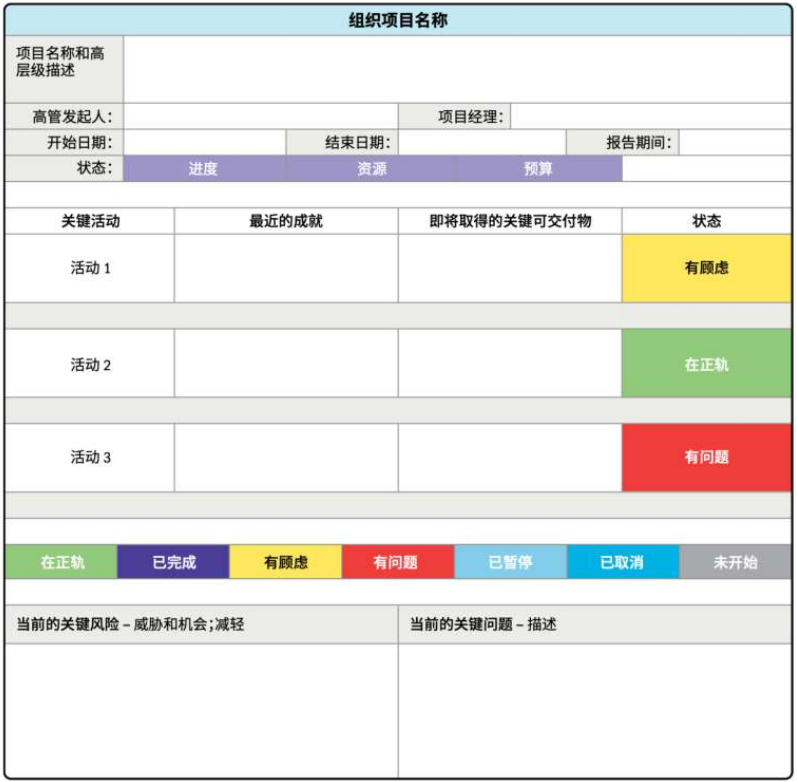 组织项目名称
项目名称和高
层级描述
高管发起人：
项目经理：
开始日期：
结束日期：
报告期间：
状态：
进度
资源
预算
关键活动
最近的成就
即将取得的关键可交付物
状态
活动 1
有顾虑
活动 2
在正轨
活动 3
有问题
在正轨
已完成
有顾虑
有问题
已暂停
已取消
未开始
当前的关键风险 – 威胁和机会；减轻
当前的关键问题 – 描述